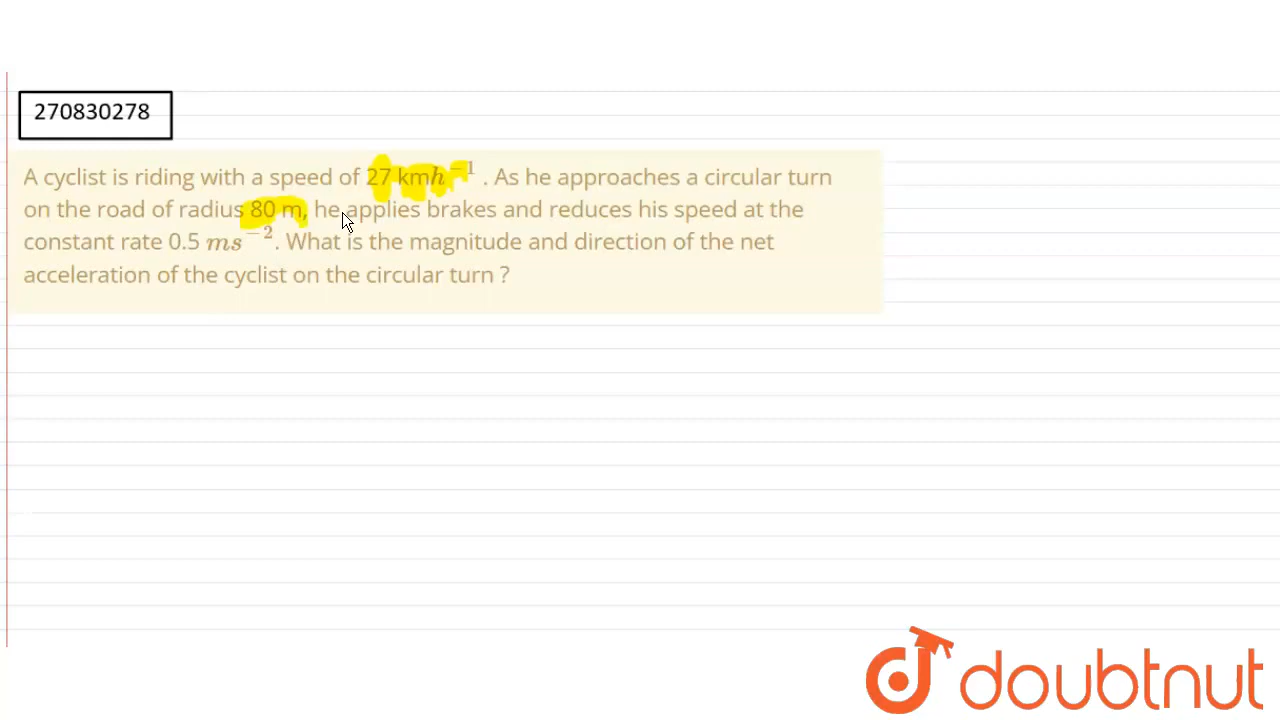 270830278
A cyclist is riding with a speed of 27 kmh⁻¹ . As he approaches a circular turn
on the road of radius 80 m, he applies brakes and reduces his speed at the
constant rate 0.5 ms⁻². What is the magnitude and direction of the net
acceleration of the cyclist on the circular turn ?
doubtnut